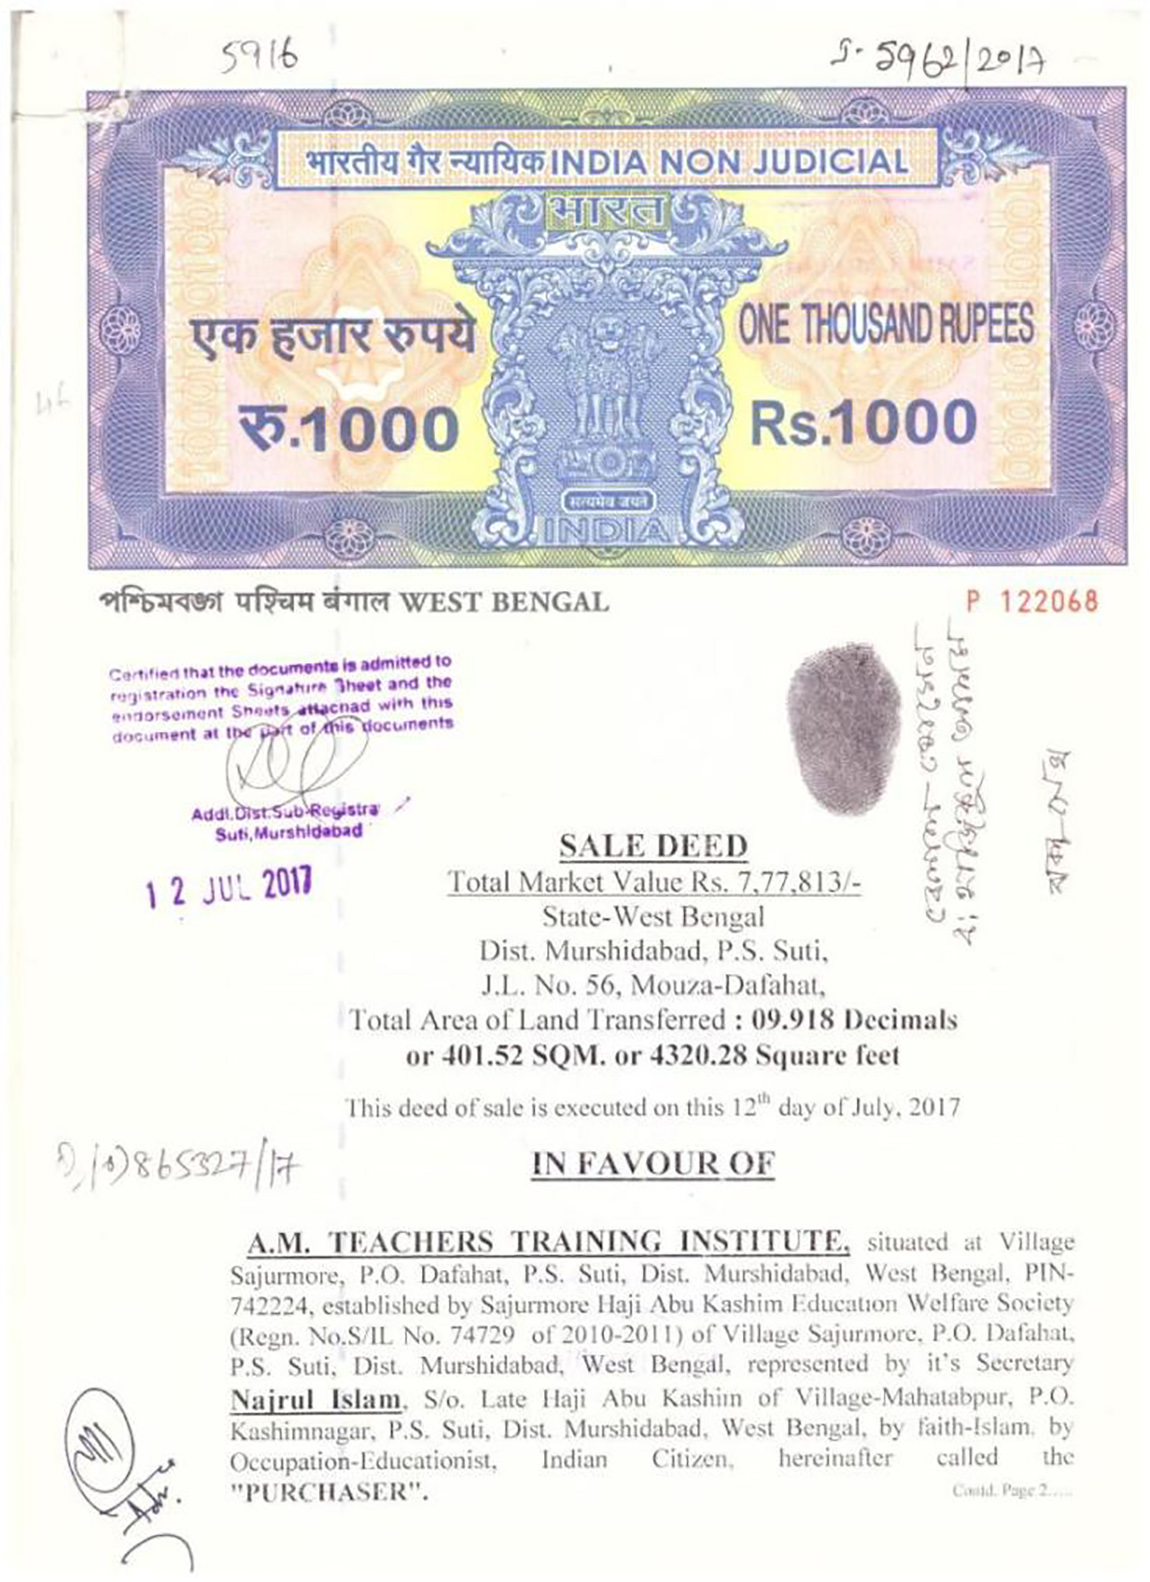 5916
I- 5962/2017
भारतीय गैर न्यायिक INDIA NON JUDICIAL
भारत
एक हजार रुपये
ONE THOUSAND RUPEES
रु.1000
Rs.1000
सत्यमेव जयते
INDIA
পশ্চিমবঙ্গ पश्चिम बंगाल WEST BENGAL
P 122068
Certified that the documents is admitted to
registration the Signature Sheet and the
endorsement Sheets attacnad with this
document at the part of this documents
Addl.Dist.Sub-Registra
Suti,Murshidabad
12 JUL 2017
SALE DEED
Total Market Value Rs. 7,77,813/-
State-West Bengal
Dist. Murshidabad, P.S. Suti,
J.L. No. 56, Mouza-Dafahat,
Total Area of Land Transferred : 09.918 Decimals
or 401.52 SQM. or 4320.28 Square feet
This deed of sale is executed on this 12th day of July, 2017
865327/17
IN FAVOUR OF
A.M. TEACHERS TRAINING INSTITUTE, situated at Village
Sajurmore, P.O. Dafahat, P.S. Suti, Dist. Murshidabad, West Bengal, PIN-
742224, established by Sajurmore Haji Abu Kashim Education Welfare Society
(Regn. No.S/IL No. 74729 of 2010-2011) of Village Sajurmore, P.O. Dafahat,
P.S. Suti, Dist. Murshidabad, West Bengal, represented by it's Secretary
Najrul Islam, S/o. Late Haji Abu Kashim of Village-Mahatabpur, P.O.
Kashimnagar, P.S. Suti, Dist. Murshidabad, West Bengal, by faith-Islam, by
Occupation-Educationist, Indian Citizen, hereinafter called the
"PURCHASER".
Contd. Page 2.....